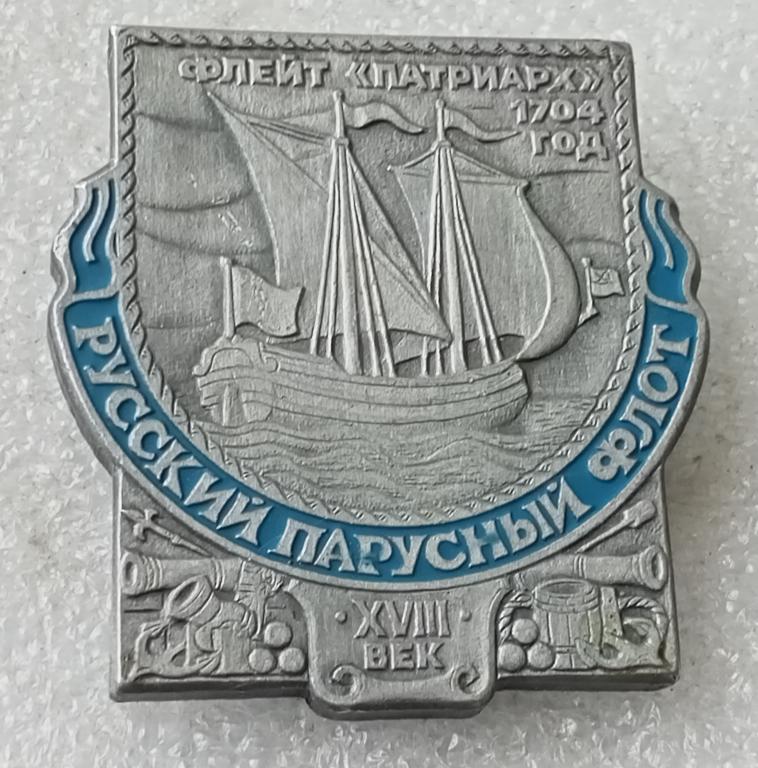 ФЛЕЙТ «ПАТРИАРХ»
1704
ГОД
РУССКИЙ ПАРУСНЫЙ ФЛОТ
· XVIII ·
ВЕК